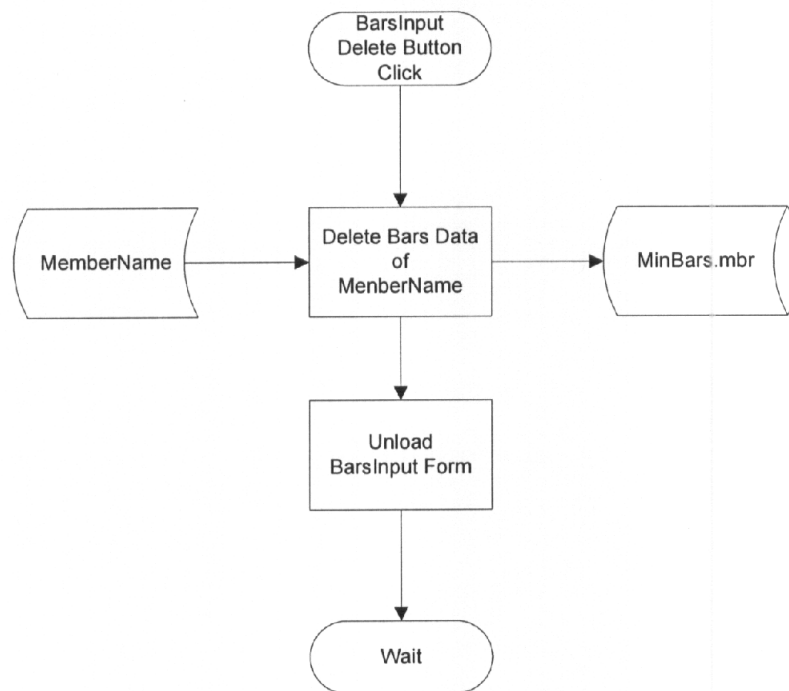 BarsInput
Delete Button
Click
MemberName
Delete Bars Data
of
MenberName
MinBars.mbr
Unload
BarsInput Form
Wait